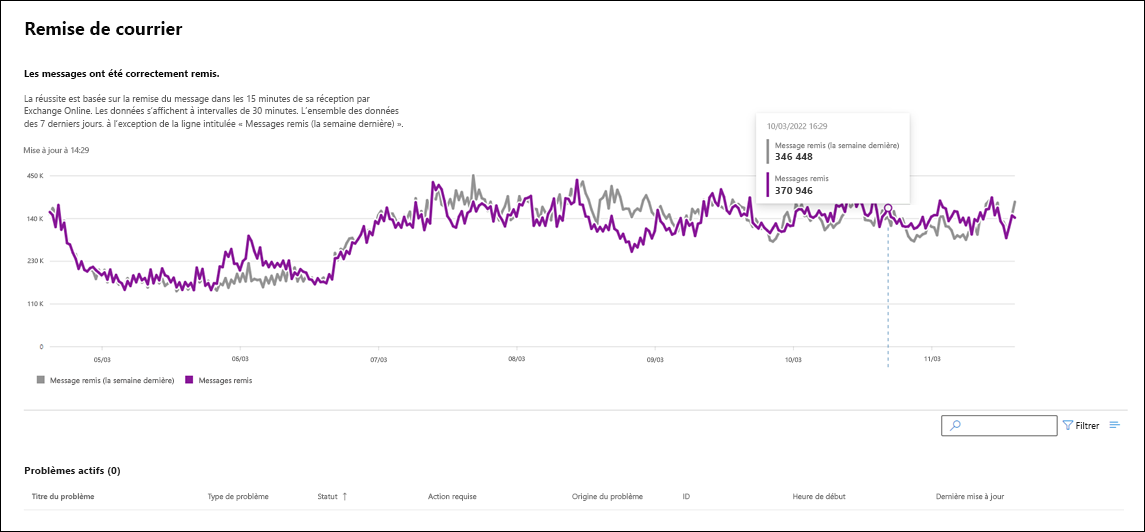 Remise de courrier
Les messages ont été correctement remis.
La réussite est basée sur la remise du message dans les 15 minutes de sa réception par
Exchange Online. Les données s'affichent à intervalles de 30 minutes. L'ensemble des données
des 7 derniers jours. à l'exception de la ligne intitulée « Messages remis (la semaine dernière) ».
Mise à jour à 14:29
10/03/2022 16:29
Message remis (la semaine dernière)
346 448
Messages remis
370 946
450 K
140 K
230 K
110 K
0
05/03
06/03
07/03
08/03
09/03
10/03
11/03
Message remis (la semaine dernière)
Messages remis
Filtrer
Problèmes actifs (0)
Titre du problème
Type de problème
Statut ↑
Action requise
Origine du problème
ID
Heure de début
Dernière mise à jour